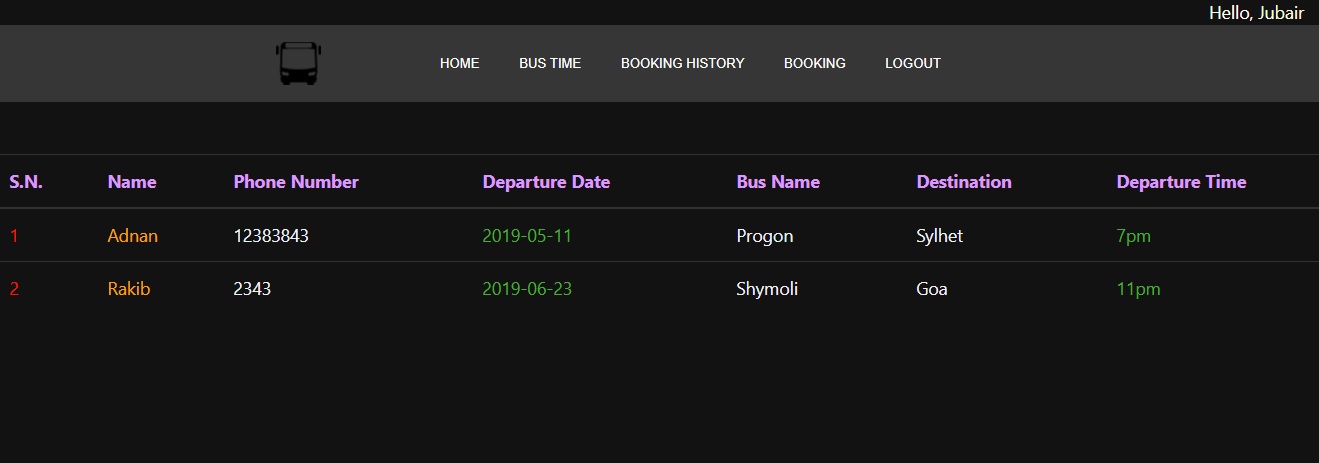 Hello, Jubair
HOME BUS TIME BOOKING HISTORY BOOKING LOGOUT
S.N. Name Phone Number Departure Date Bus Name Destination Departure Time
1 Adnan 12383843 2019-05-11 Progon Sylhet 7pm
2 Rakib 2343 2019-06-23 Shymoli Goa 11pm